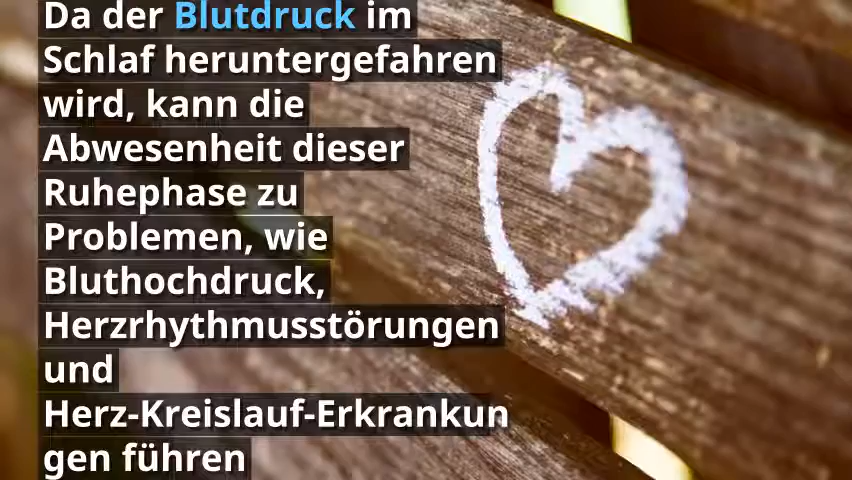 Da der Blutdruck im
Schlaf heruntergefahren
wird, kann die
Abwesenheit dieser
Ruhephase zu
Problemen, wie
Bluthochdruck,
Herzrhythmusstörungen
und
Herz-Kreislauf-Erkrankun
gen führen